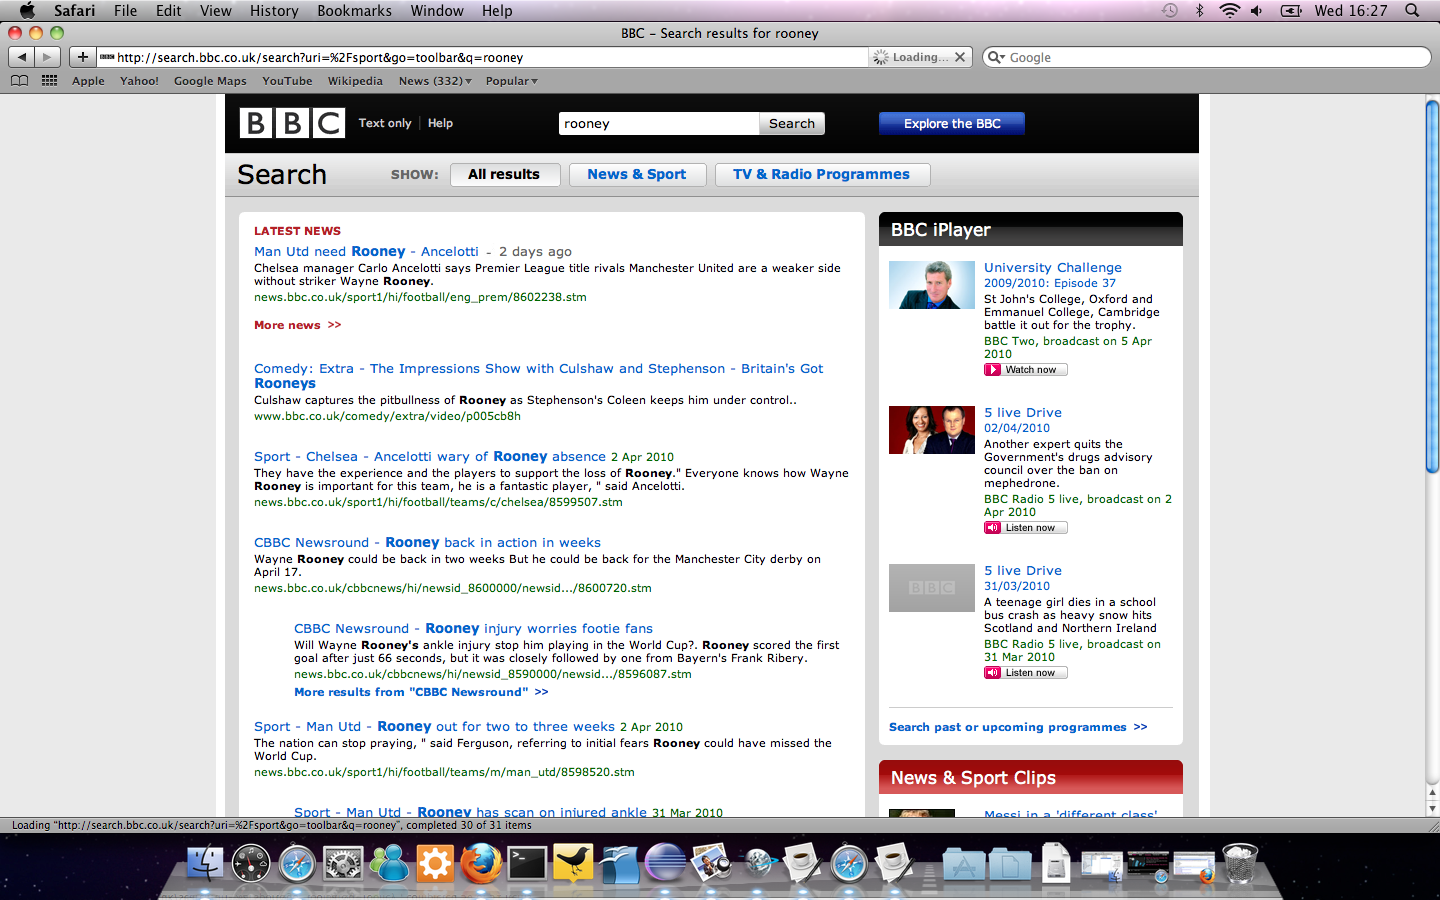 Safari File Edit View History Bookmarks Window Help
Wed 16:27
BBC – Search results for rooney
http://search.bbc.co.uk/search?uri=%2Fsport&go=toolbar&q=rooney
Loading...
Google
Apple Yahoo! Google Maps YouTube Wikipedia News (332) Popular
BBC
Text only Help
rooney
Search
Explore the BBC
Search
SHOW:
All results
News & Sport
TV & Radio Programmes
LATEST NEWS
Man Utd need Rooney - Ancelotti - 2 days ago
Chelsea manager Carlo Ancelotti says Premier League title rivals Manchester United are a weaker side
without striker Wayne Rooney.
news.bbc.co.uk/sport1/hi/football/eng_prem/8602238.stm
More news >>
Comedy: Extra - The Impressions Show with Culshaw and Stephenson - Britain's Got
Rooneys
Culshaw captures the pitbullness of Rooney as Stephenson's Coleen keeps him under control..
www.bbc.co.uk/comedy/extra/video/p005cb8h
Sport - Chelsea - Ancelotti wary of Rooney absence 2 Apr 2010
They have the experience and the players to support the loss of Rooney." Everyone knows how Wayne
Rooney is important for this team, he is a fantastic player, " said Ancelotti.
news.bbc.co.uk/sport1/hi/football/teams/c/chelsea/8599507.stm
CBBC Newsround - Rooney back in action in weeks
Wayne Rooney could be back in two weeks But he could be back for the Manchester City derby on
April 17.
news.bbc.co.uk/cbbcnews/hi/newsid_8600000/newsid.../8600720.stm
CBBC Newsround - Rooney injury worries footie fans
Will Wayne Rooney's ankle injury stop him playing in the World Cup?. Rooney scored the first
goal after just 66 seconds, but it was closely followed by one from Bayern's Frank Ribery.
news.bbc.co.uk/cbbcnews/hi/newsid_8590000/newsid.../8596087.stm
More results from "CBBC Newsround" >>
Sport - Man Utd - Rooney out for two to three weeks 2 Apr 2010
The nation can stop praying, " said Ferguson, referring to initial fears Rooney could have missed the
World Cup.
news.bbc.co.uk/sport1/hi/football/teams/m/man_utd/8598520.stm
Sport - Man Utd - Rooney has scan on injured ankle 31 Mar 2010
BBC iPlayer
University Challenge
2009/2010: Episode 37
St John's College, Oxford and
Emmanuel College, Cambridge
battle it out for the trophy.
BBC Two, broadcast on 5 Apr
2010
Watch now
5 live Drive
02/04/2010
Another expert quits the
Government's drugs advisory
council over the ban on
mephedrone.
BBC Radio 5 live, broadcast on 2
Apr 2010
Listen now
BBC
5 live Drive
31/03/2010
A teenage girl dies in a school
bus crash as heavy snow hits
Scotland and Northern Ireland
BBC Radio 5 live, broadcast on
31 Mar 2010
Listen now
Search past or upcoming programmes >>
News & Sport Clips
Messi in a 'different class'
Loading "http://search.bbc.co.uk/search?uri=%2Fsport&go=toolbar&q=rooney", completed 30 of 31 items